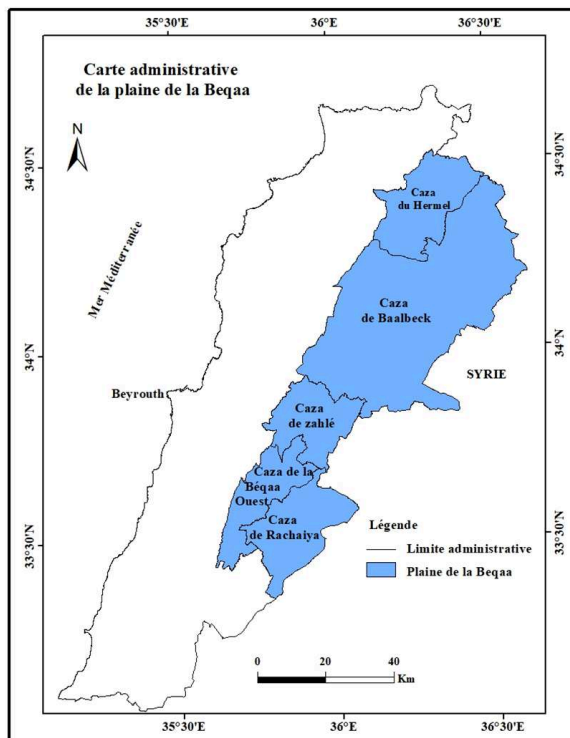 35°30'E 36°E 36°30'E
Carte administrative
de la plaine de la Beqaa
N
34°30'N 34°30'N
Caza
du Hermel
Mer Méditerranée
Caza
de Baalbeck
34°N 34°N
SYRIE
Beyrouth
Caza
de zahlé
Caza de la
Béqaa
Ouest
Caza
de Rachaiya
33°30'N 33°30'N
Légende
Limite administrative
Plaine de la Beqaa
0 20 40
Km
35°30'E 36°E 36°30'E